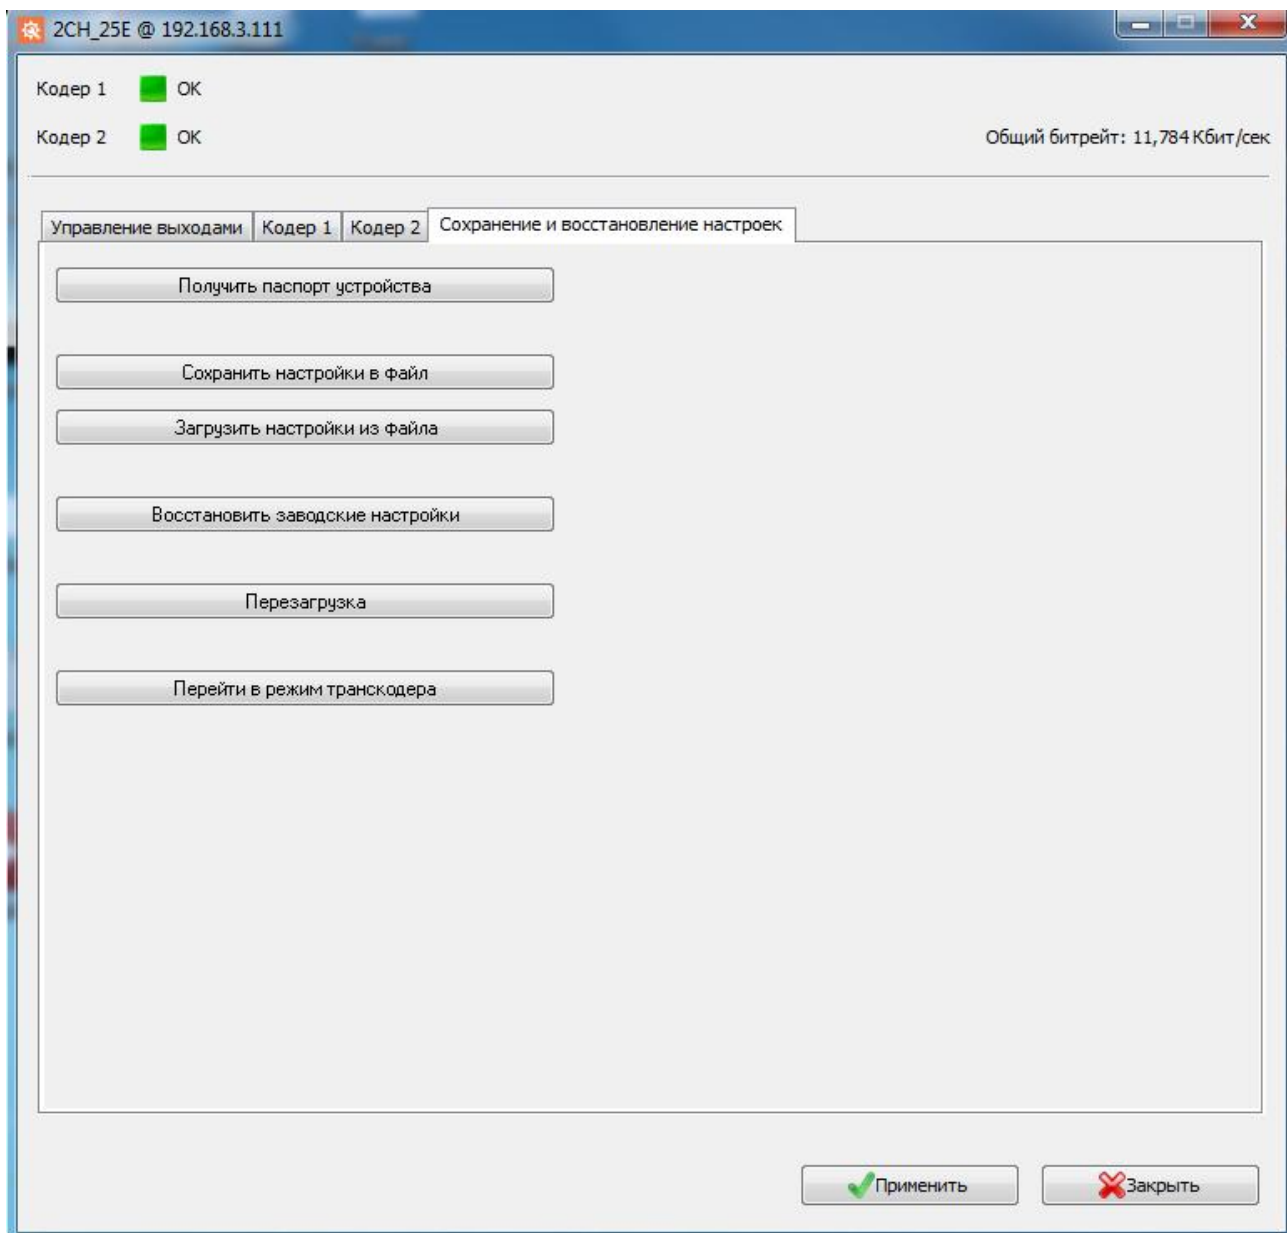 2CH_25E @ 192.168.3.111
Кодер 1 OK
Кодер 2 OK Общий битрейт: 11,784 Кбит/сек
Управление выходами Кодер 1 Кодер 2 Сохранение и восстановление настроек
Получить паспорт устройства
Сохранить настройки в файл
Загрузить настройки из файла
Восстановить заводские настройки
Перезагрузка
Перейти в режим транскодера
Применить Закрыть